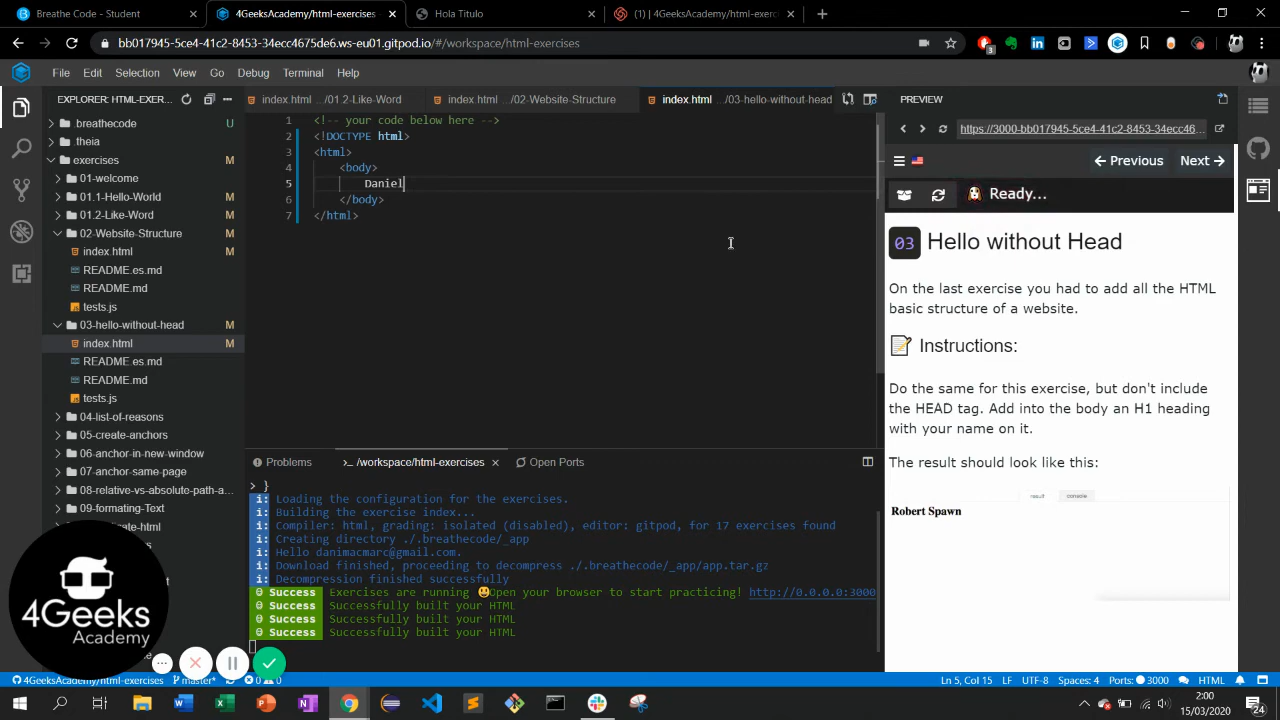 Breathe Code - Student
4GeeksAcademy/html-exercises
Hola Titulo
(1) | 4GeeksAcademy/html-exerc
bb017945-5ce4-41c2-8453-34ecc4675de6.ws-eu01.gitpod.io/#/workspace/html-exercises
File Edit Selection View Go Debug Terminal Help
EXPLORER: HTML-EXER...
.breathecode U
.theia
exercises M
01-welcome
01.1-Hello-World M
01.2-Like-Word M
02-Website-Structure M
index.html M
README.es.md
README.md
tests.js
03-hello-without-head M
index.html M
README.es.md
README.md
tests.js
04-list-of-reasons
05-create-anchors
06-anchor-in-new-window
07-anchor-same-page
08-relative-vs-absolute-path-a...
09-formating-Text
index.html .../01.2-Like-Word
index.html .../02-Website-Structure
index.html .../03-hello-without-head
1 <!-- your code below here -->
2 <!DOCTYPE html>
3 <html>
4 <body>
5 Daniel
6 </body>
7 </html>
Problems
>_ /workspace/html-exercises
Open Ports
> }
i: Loading the configuration for the exercises.
i: Building the exercise index...
i: Compiler: html, grading: isolated (disabled), editor: gitpod, for 17 exercises found
i: Creating directory ./.breathecode/_app
i: Hello danimacmarc@gmail.com.
i: Download finished, proceeding to decompress ./.breathecode/_app/app.tar.gz
i: Decompression finished successfully
Success Exercises are running 😃Open your browser to start practicing! http://0.0.0.0:3000
Success Successfully built your HTML
Success Successfully built your HTML
Success Successfully built your HTML
PREVIEW
https://3000-bb017945-5ce4-41c2-8453-34ecc46...
← Previous Next →
Ready...
03 Hello without Head
On the last exercise you had to add all the HTML
basic structure of a website.
Instructions:
Do the same for this exercise, but don't include
the HEAD tag. Add into the body an H1 heading
with your name on it.
The result should look like this:
result console
Robert Spawn
4Geeks
Academy
4GeeksAcademy/html-exercises master*
0 0
Ln 5, Col 15 LF UTF-8 Spaces: 4 Ports: 3000 HTML
2:00
15/03/2020
24